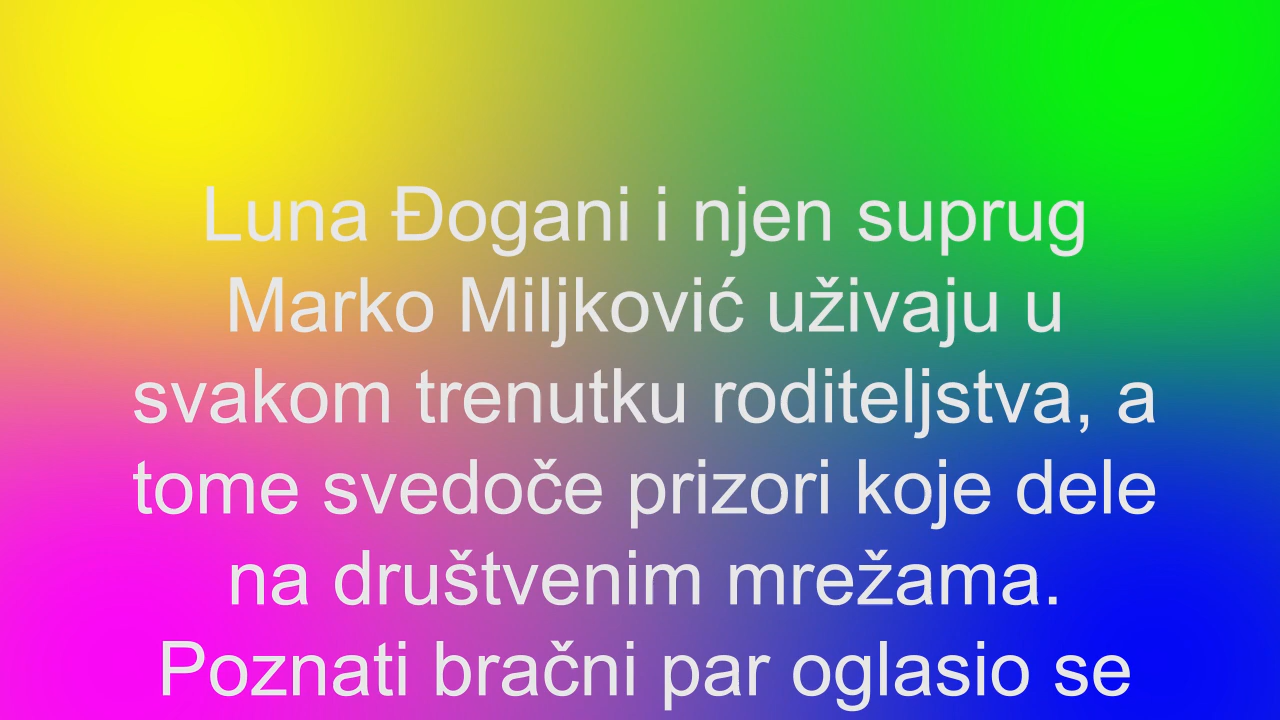 Luna Đogani i njen suprug
Marko Miljković uživaju u
svakom trenutku roditeljstva, a
tome svedoče prizori koje dele
na društvenim mrežama.
Poznati bračni par oglasio se